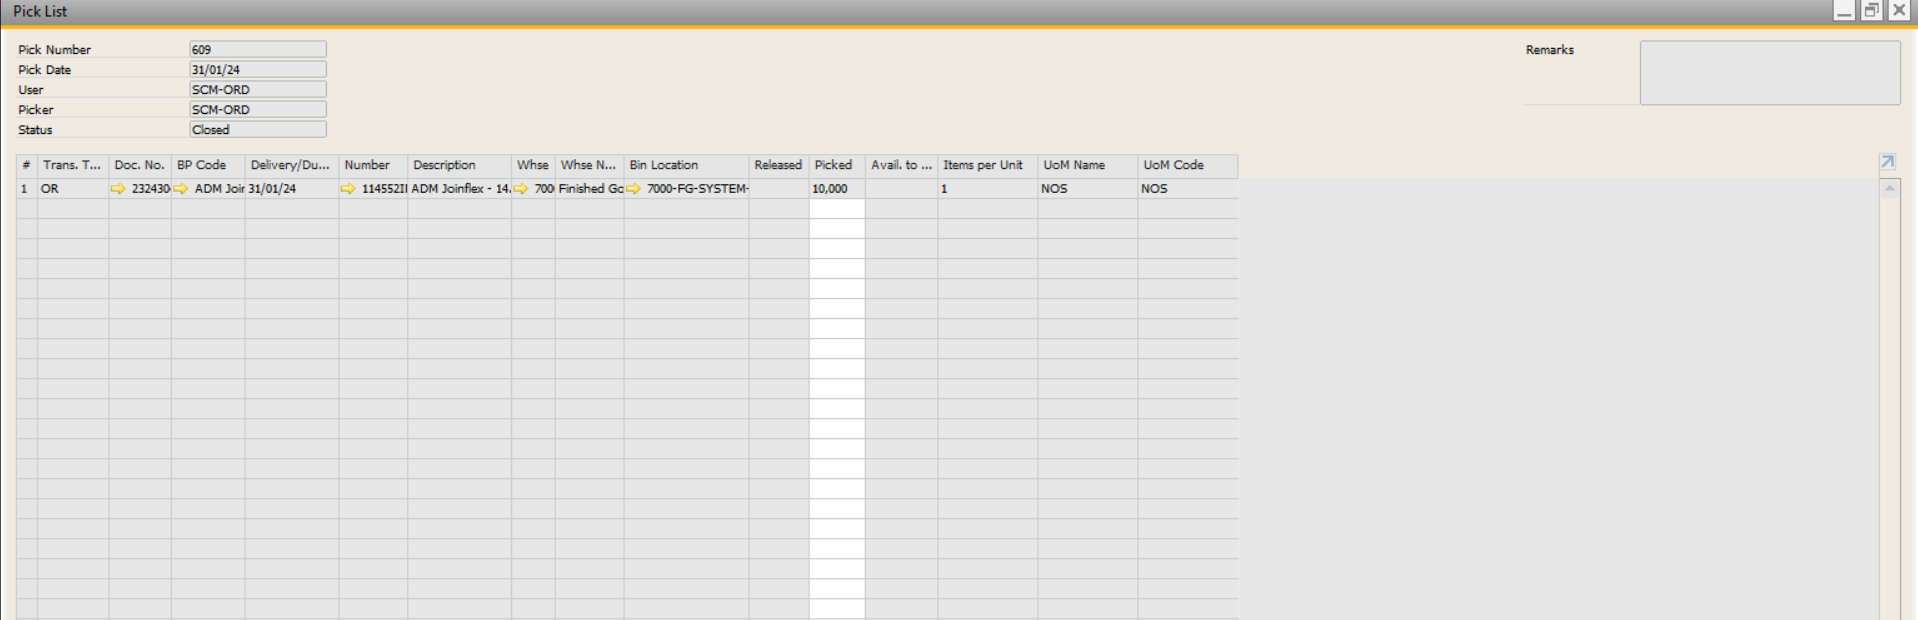 Pick List
Pick Number 609
Pick Date 31/01/24
User SCM-ORD
Picker SCM-ORD
Status Closed
Remarks
# Trans. T... Doc. No. BP Code Delivery/Du... Number Description Whse Whse N... Bin Location Released Picked Avail. to ... Items per Unit UoM Name UoM Code
1 OR 232430 ADM Join 31/01/24 114552II ADM Joinflex - 14. 700 Finished Go 7000-FG-SYSTEM- 10,000 1 NOS NOS